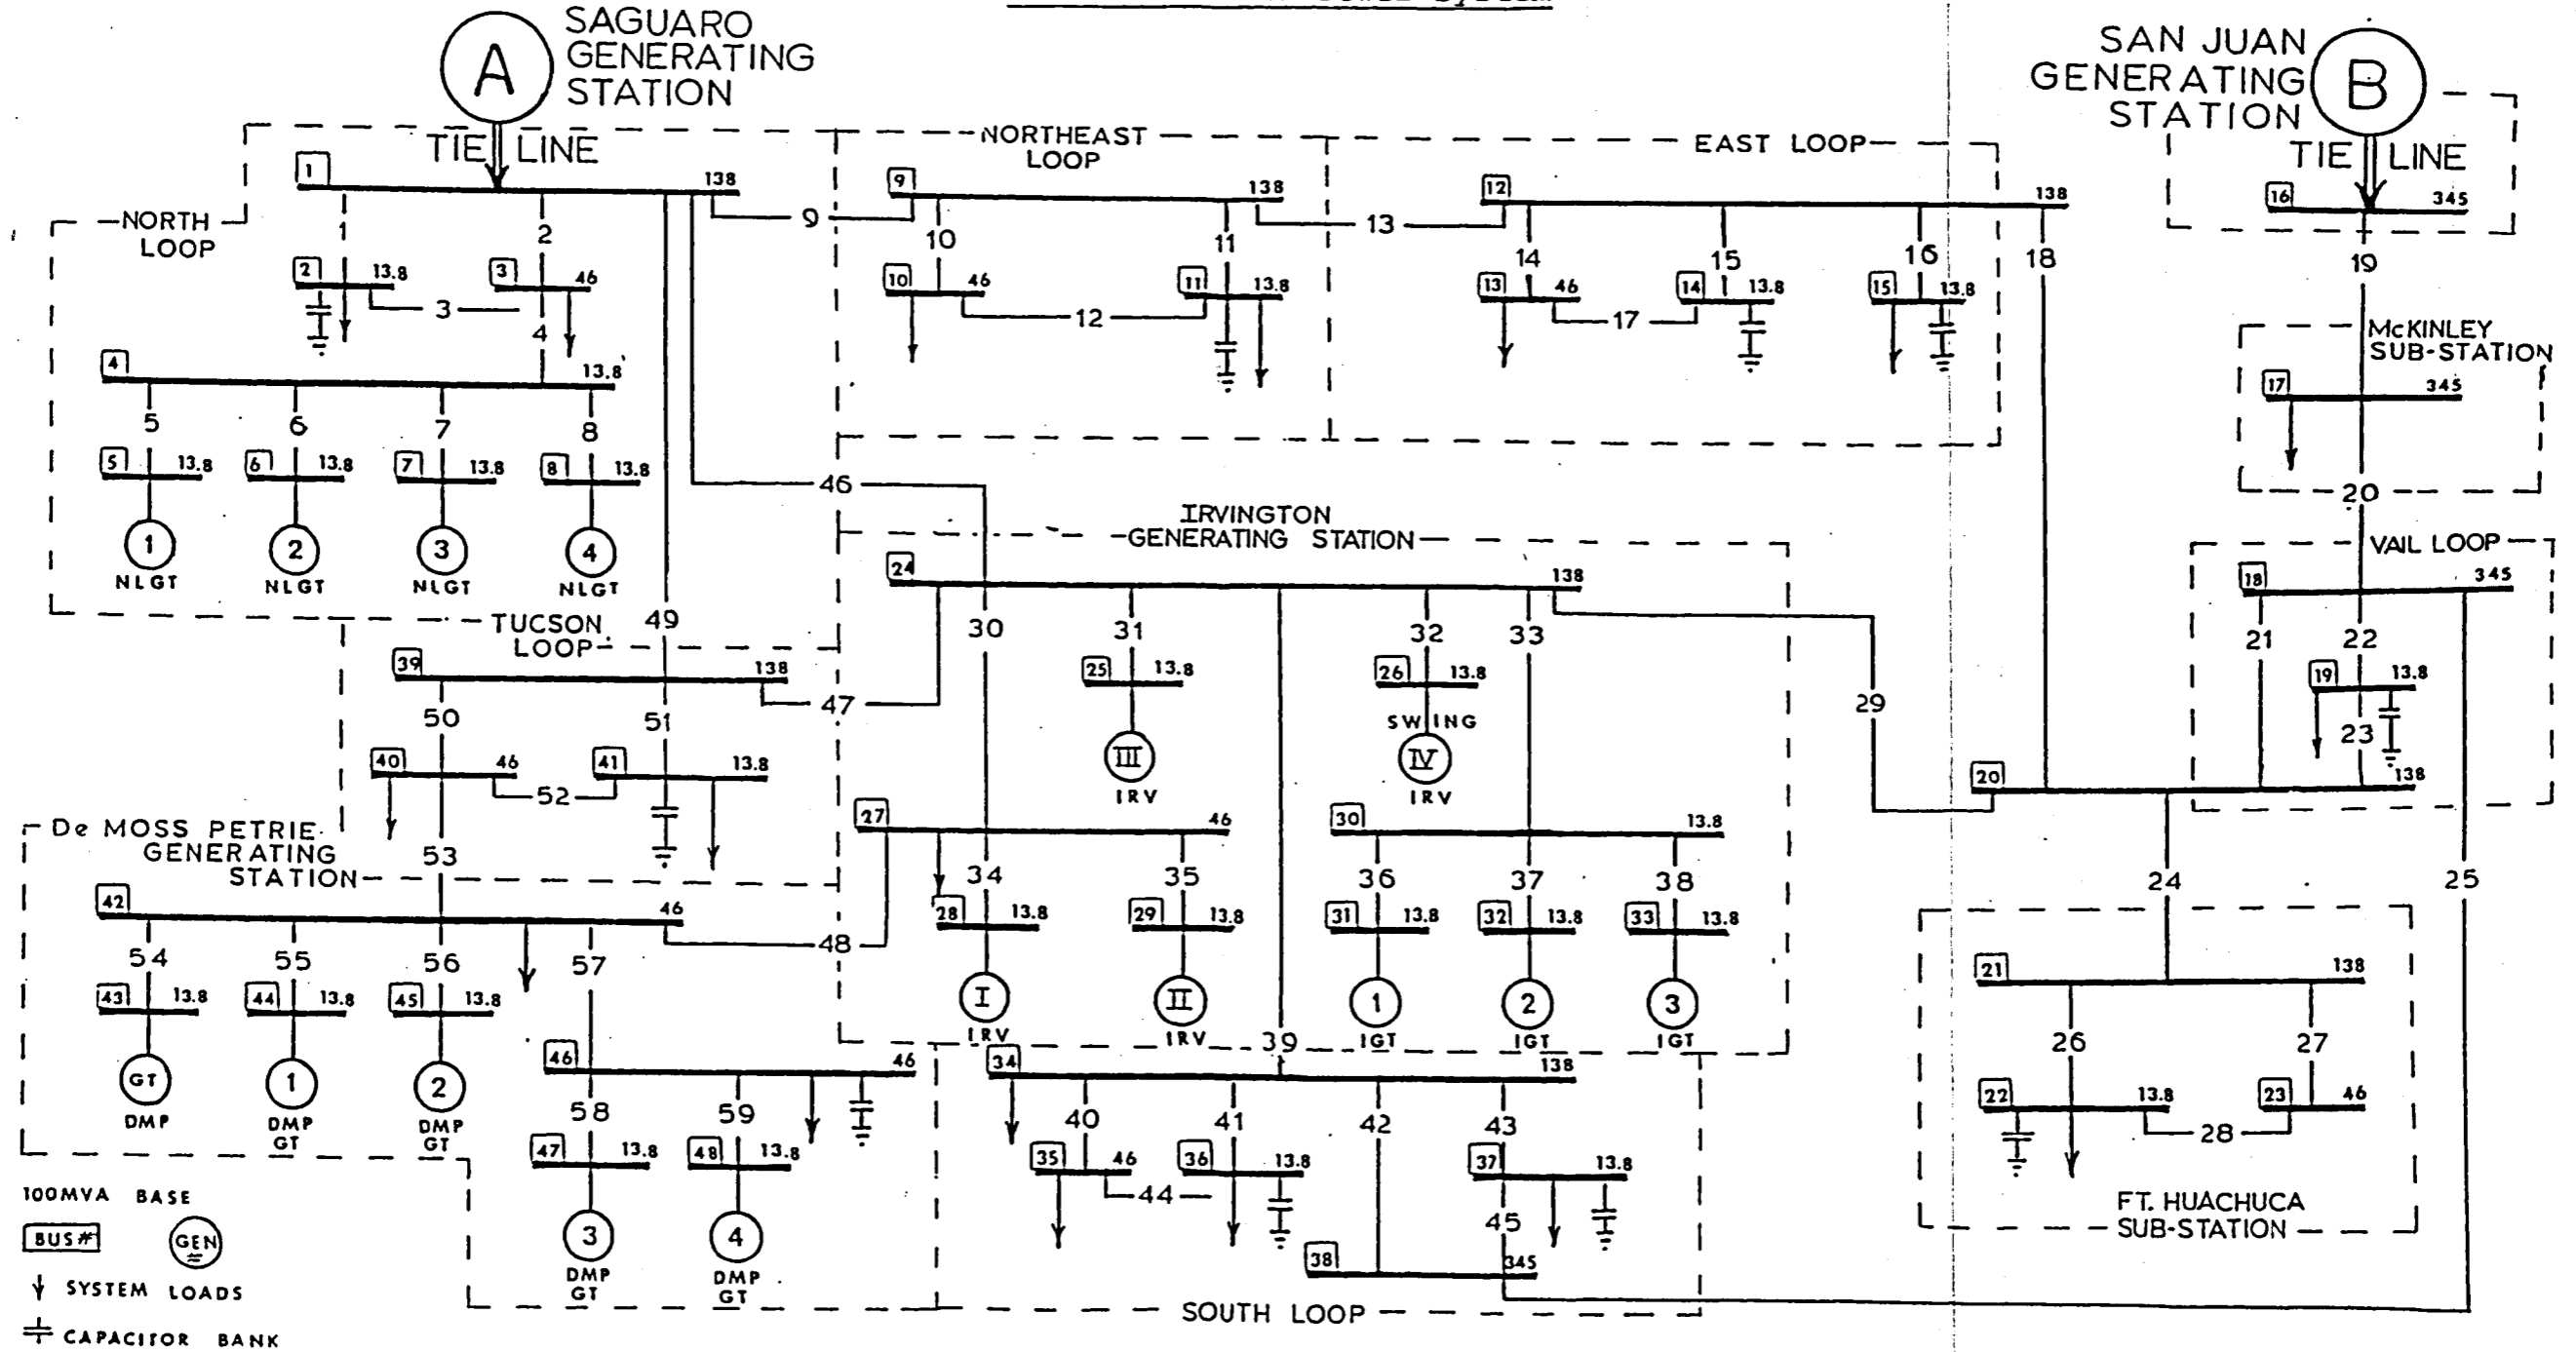 System
SAGUARO
GENERATING
STATION
A
TIE LINE
SAN JUAN
GENERATING
STATION
B
TIE LINE
NORTH
LOOP
NORTHEAST
LOOP
EAST LOOP
1 138
9 138
12 138
16 345
1 2 9 10 11 13 14 15 16 18 19
2 13.8
3 46
10 46
11 13.8
13 46
14 13.8
15 13.8
3 4 12 17
McKINLEY
SUB-STATION
17 345
4 13.8
5 6 7 8
5 13.8
6 13.8
7 13.8
8 13.8
1 2 3 4
NLGT NLGT NLGT NLGT
46
20
IRVINGTON
GENERATING STATION
VAIL LOOP
24 138
18 345
TUCSON
LOOP
49 30 31 32 33 21 22
39 138
25 13.8
26 13.8
19 13.8
47 29 23
50 51
SWING
III IV
IRV IRV
40 46
41 13.8
52
20 138
De MOSS PETRIE
GENERATING
STATION
53
27 46
30 13.8
34 35 36 37 38 24 25
42 46
28 13.8
29 13.8
31 13.8
32 13.8
33 13.8
48
54 55 56 57
43 13.8
44 13.8
45 13.8
21 138
I II 1 2 3
IRV IRV IGT IGT IGT
39
26 27
GT 1 2
DMP DMP DMP
GT GT
46 46
34 138
58 59 40 41 42 43
22 13.8
23 46
28
47 13.8
48 13.8
35 46
36 13.8
37 13.8
44 45
3 4
DMP DMP
GT GT
38 345
SOUTH LOOP
FT. HUACHUCA
SUB-STATION
100MVA BASE
BUS #
GEN
#
SYSTEM LOADS
CAPACITOR BANK